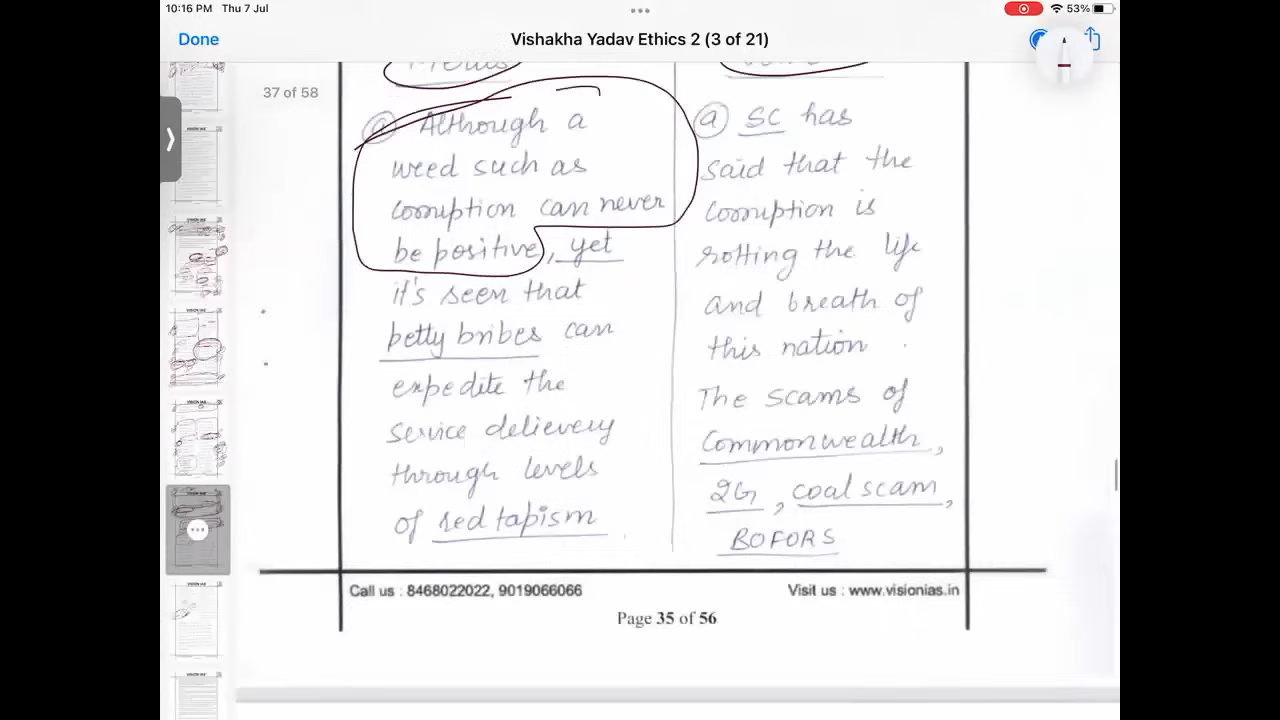 10:16 PM Thu 7 Jul
53%
Done
Vishakha Yadav Ethics 2 (3 of 21)
37 of 58
(a) Although a
weed such as
corruption can never
be positive, yet
it's seen that
petty bribes can
expedite the
service delievery
through levels
of red tapism
(a) SC has
said that the
corruption is
rotting the life
and breath of
this nation.
The scams of
Commonwealth,
2G, coal scam,
BOFORS
Call us : 8468022022, 9019066066
Visit us : www.visionias.in
Page 35 of 56